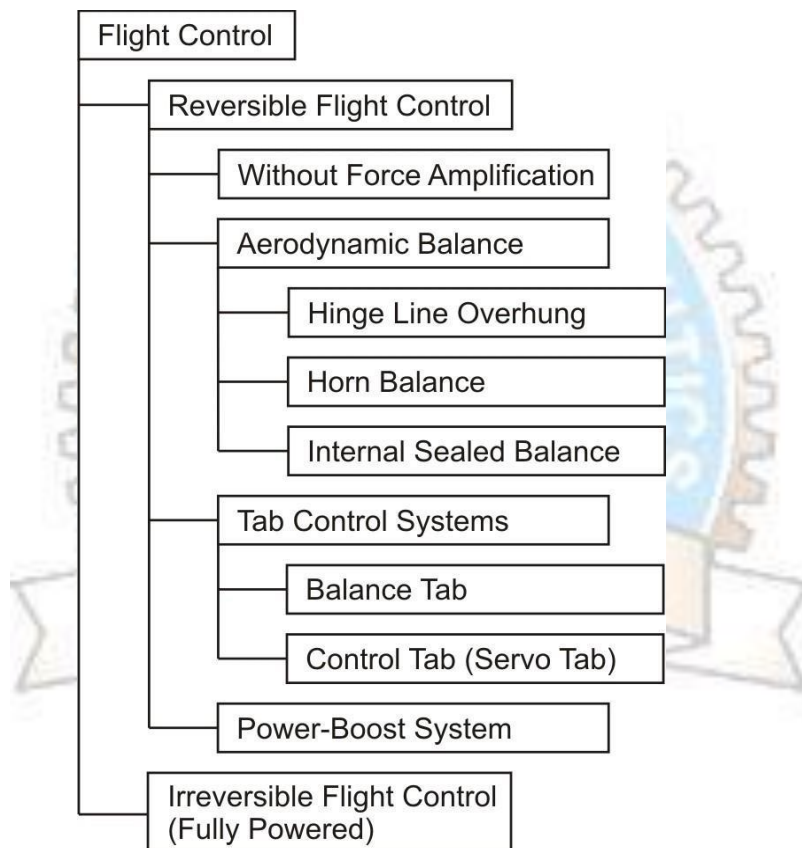 Flight Control
Reversible Flight Control
Without Force Amplification
Aerodynamic Balance
Hinge Line Overhung
Horn Balance
Internal Sealed Balance
Tab Control Systems
Balance Tab
Control Tab (Servo Tab)
Power-Boost System
Irreversible Flight Control
(Fully Powered)